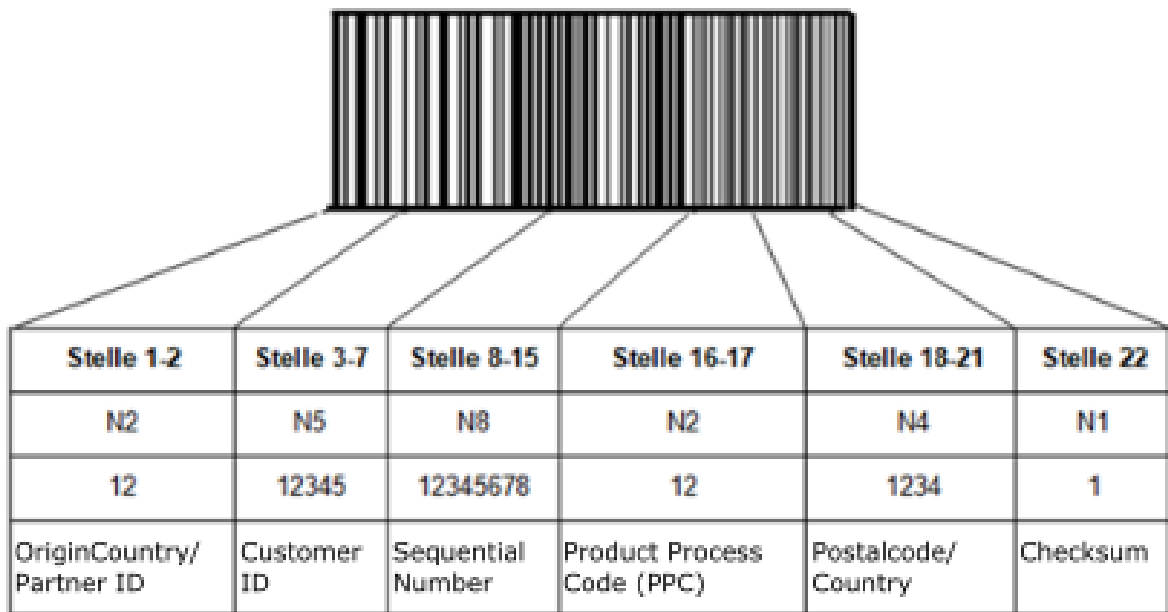 Stelle 1-2 Stelle 3-7 Stelle 8-15 Stelle 16-17 Stelle 18-21 Stelle 22
N2 N5 N8 N2 N4 N1
12 12345 12345678 12 1234 1
OriginCountry/ Customer Sequential Product Process Postalcode/ Checksum
Partner ID ID Number Code (PPC) Country